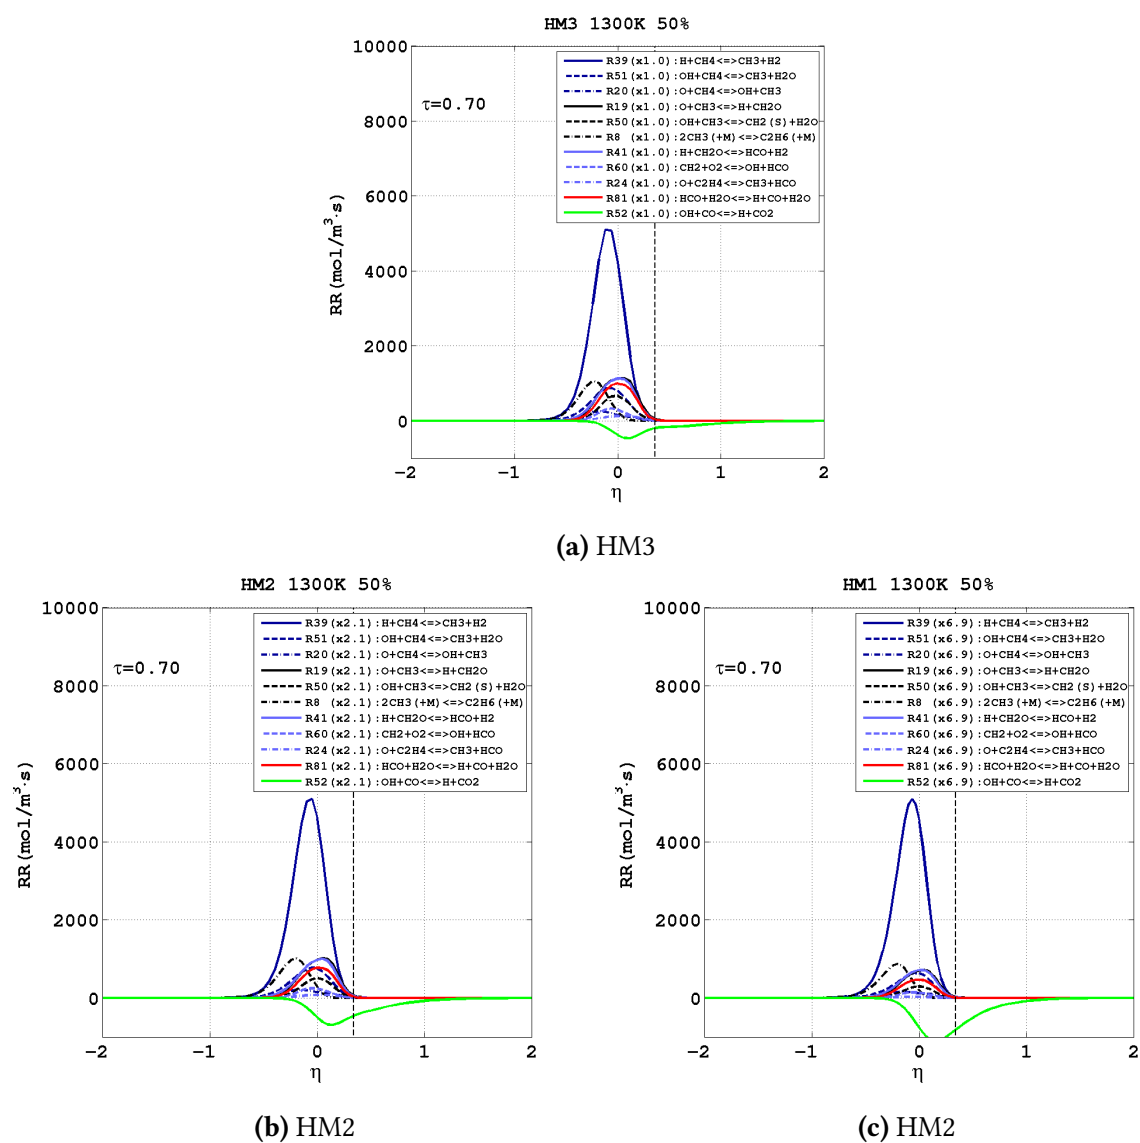 HM3 1300K 50%
10000
8000
6000
4000
2000
0
−2
−1
0
1
2
RR(mol/m³·s)
η
τ=0.70
R39(x1.0):H+CH4<=>CH3+H2
R51(x1.0):OH+CH4<=>CH3+H2O
R20(x1.0):O+CH4<=>OH+CH3
R19(x1.0):O+CH3<=>H+CH2O
R50(x1.0):OH+CH3<=>CH2(S)+H2O
R8 (x1.0):2CH3(+M)<=>C2H6(+M)
R41(x1.0):H+CH2O<=>HCO+H2
R60(x1.0):CH2+O2<=>OH+HCO
R24(x1.0):O+C2H4<=>CH3+HCO
R81(x1.0):HCO+H2O<=>H+CO+H2O
R52(x1.0):OH+CO<=>H+CO2
(a) HM3
HM2 1300K 50%
10000
8000
6000
4000
2000
0
−2
−1
0
1
2
RR(mol/m³·s)
η
τ=0.70
R39(x2.1):H+CH4<=>CH3+H2
R51(x2.1):OH+CH4<=>CH3+H2O
R20(x2.1):O+CH4<=>OH+CH3
R19(x2.1):O+CH3<=>H+CH2O
R50(x2.1):OH+CH3<=>CH2(S)+H2O
R8 (x2.1):2CH3(+M)<=>C2H6(+M)
R41(x2.1):H+CH2O<=>HCO+H2
R60(x2.1):CH2+O2<=>OH+HCO
R24(x2.1):O+C2H4<=>CH3+HCO
R81(x2.1):HCO+H2O<=>H+CO+H2O
R52(x2.1):OH+CO<=>H+CO2
(b) HM2
HM1 1300K 50%
10000
8000
6000
4000
2000
0
−2
−1
0
1
2
RR(mol/m³·s)
η
τ=0.70
R39(x6.9):H+CH4<=>CH3+H2
R51(x6.9):OH+CH4<=>CH3+H2O
R20(x6.9):O+CH4<=>OH+CH3
R19(x6.9):O+CH3<=>H+CH2O
R50(x6.9):OH+CH3<=>CH2(S)+H2O
R8 (x6.9):2CH3(+M)<=>C2H6(+M)
R41(x6.9):H+CH2O<=>HCO+H2
R60(x6.9):CH2+O2<=>OH+HCO
R24(x6.9):O+C2H4<=>CH3+HCO
R81(x6.9):HCO+H2O<=>H+CO+H2O
R52(x6.9):OH+CO<=>H+CO2
(c) HM2